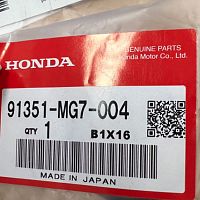 HONDA
GENUINE PARTS
Honda Motor Co., Ltd.
91351-MG7-004
QTY 1 B1X16
MADE IN JAPAN